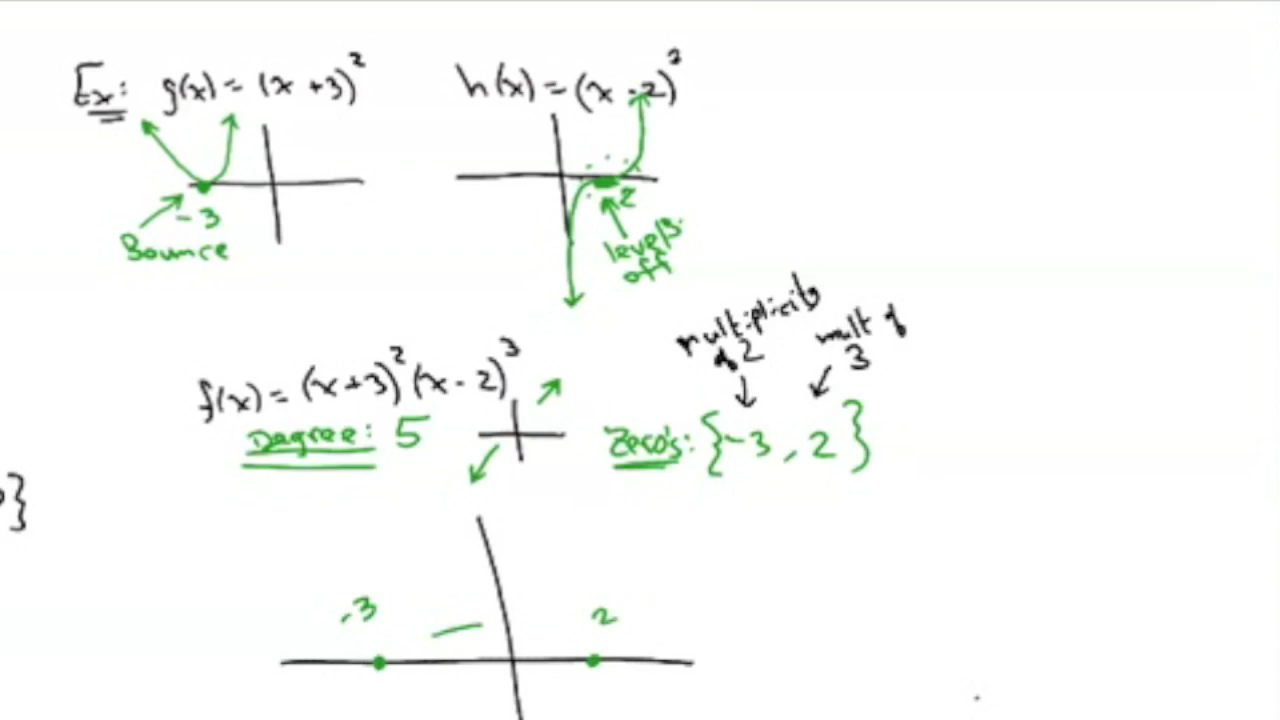 Ex: g(x) = (x + 3)²
h(x) = (x - 2)³
-3
Bounce
2
levels
off
multiplicity
of 2
mult of
3
f(x) = (x+3)²(x - 2)³
Degree: 5
Zero's: {-3, 2}
}
-3
2